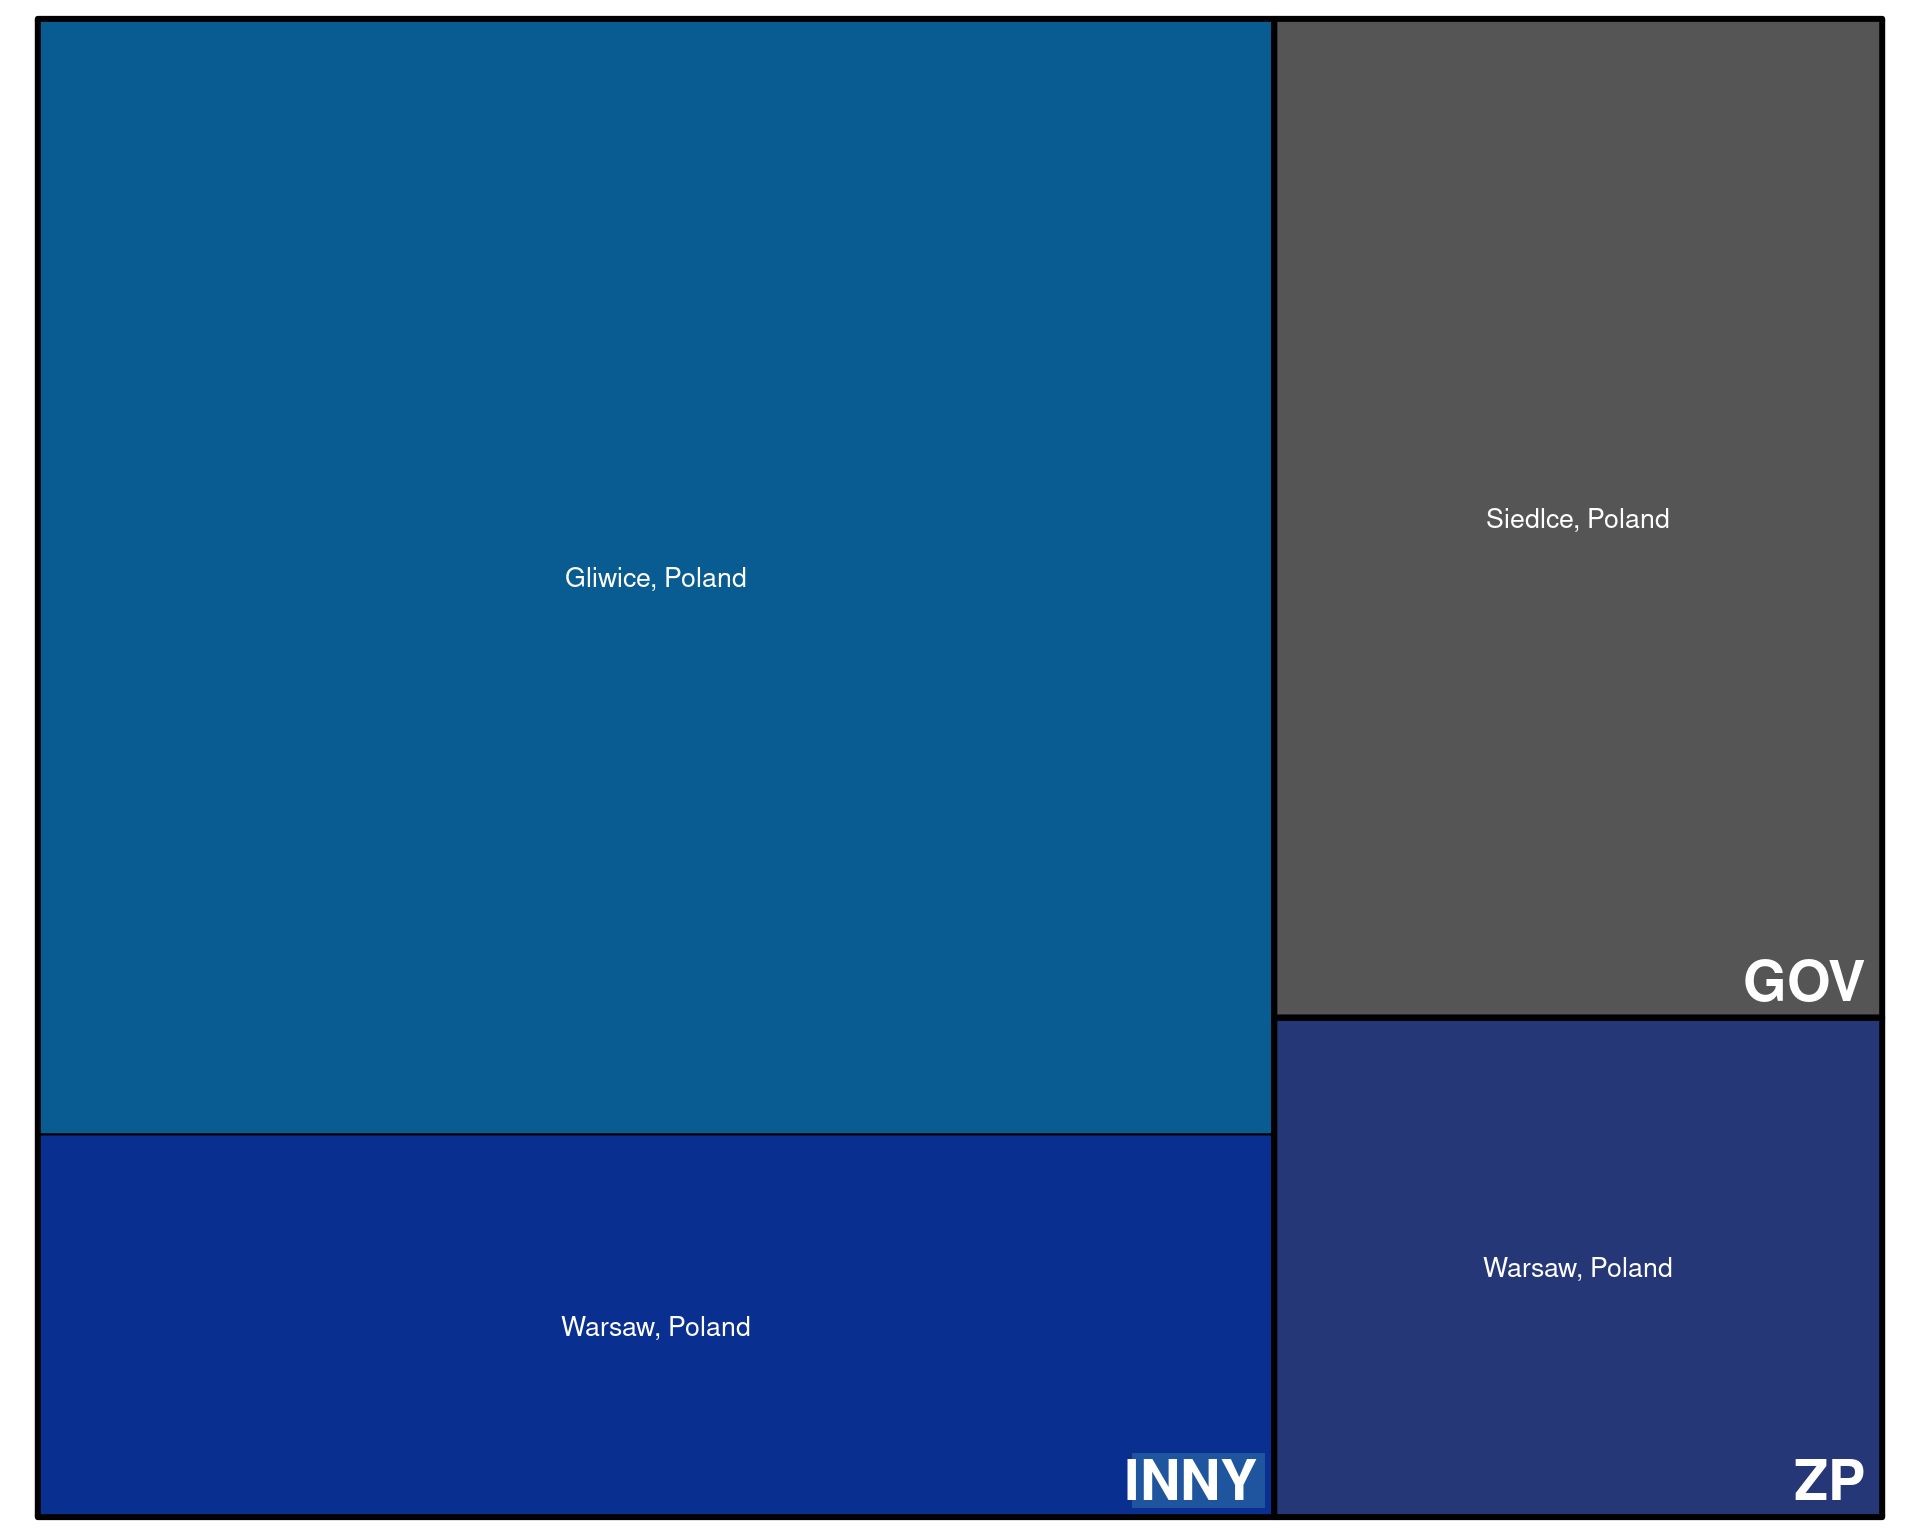 Gliwice, Poland
Warsaw, Poland
INNY
Siedlce, Poland
GOV
Warsaw, Poland
ZP